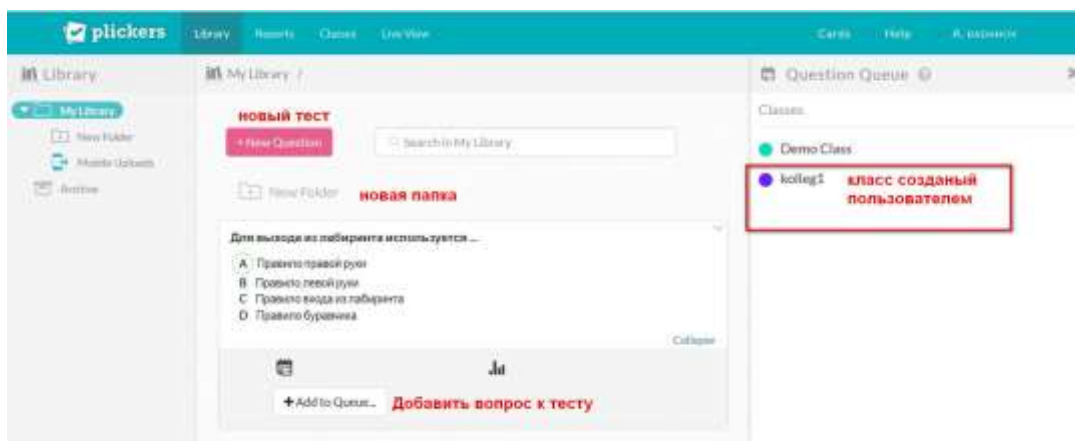 plickers Library Reports Classes Live View Cards Help
Library
My Library /
Question Queue
My Library
New Folder
Mobile Uploads
Archive
новый тест
+ New Question
Search in My Library
New Folder
новая папка
Для выхода из лабиринта используется ...
A Правило правой руки
B Правило левой руки
C Правило входа из лабиринта
D Правило буравчика
Collapse
+ Add to Queue...
Добавить вопрос к тесту
Classes
Demo Class
kolleg1
класс созданый
пользователем